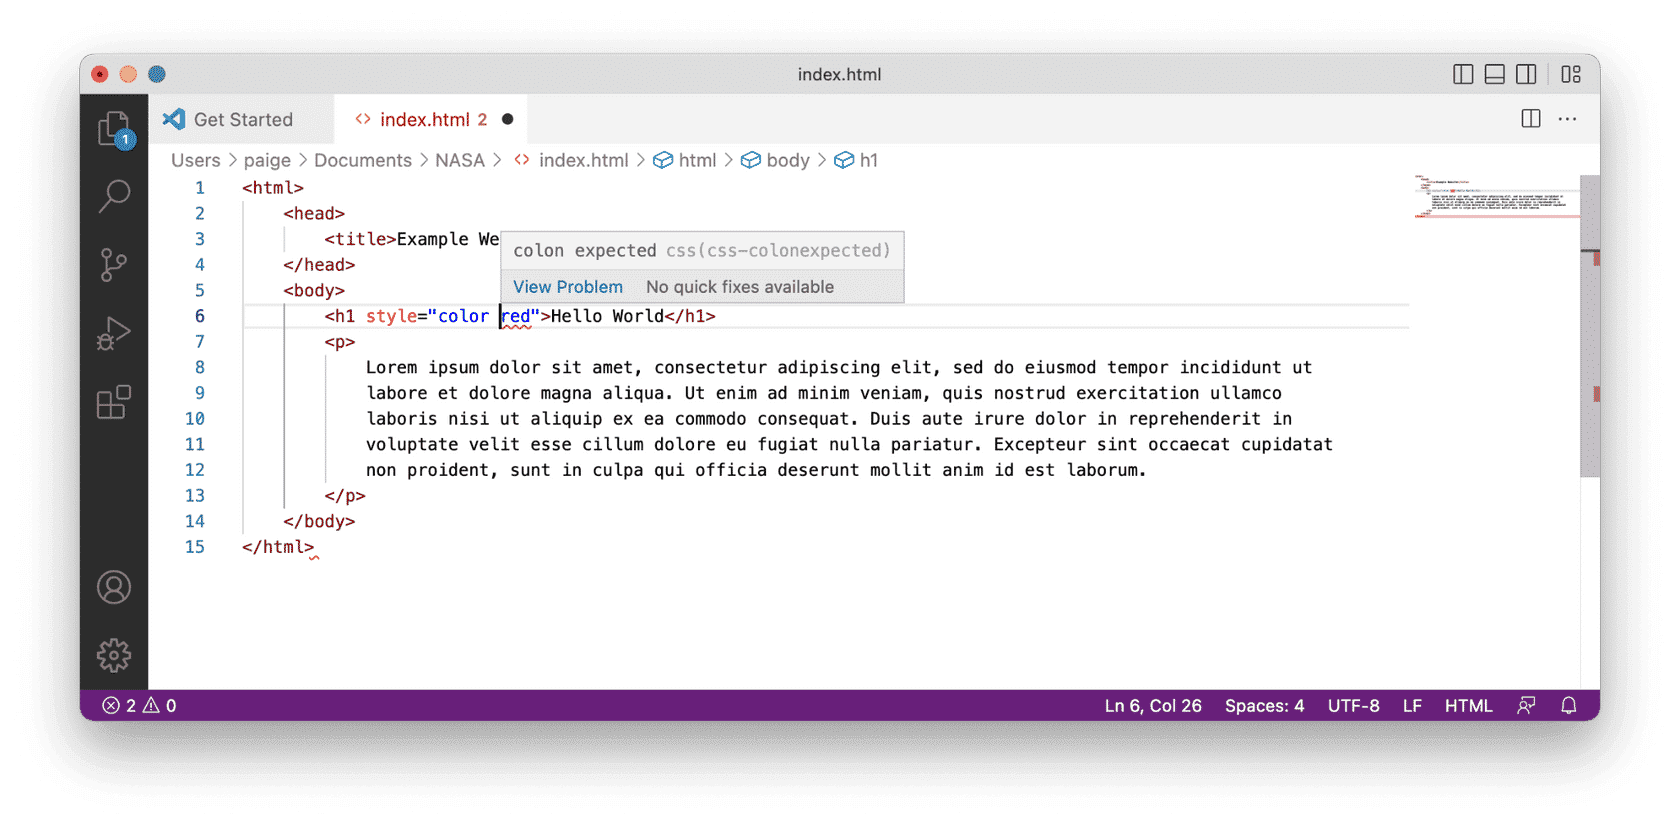 index.html
1
Get Started
index.html 2
Users > paige > Documents > NASA > <> index.html > html > body > h1
1 <html>
2 <head>
3 <title>Example We
colon expected css(css-colonexpected)
4 </head>
View Problem No quick fixes available
5 <body>
6 <h1 style="color red">Hello World</h1>
7 <p>
8 Lorem ipsum dolor sit amet, consectetur adipiscing elit, sed do eiusmod tempor incididunt ut
9 labore et dolore magna aliqua. Ut enim ad minim veniam, quis nostrud exercitation ullamco
10 laboris nisi ut aliquip ex ea commodo consequat. Duis aute irure dolor in reprehenderit in
11 voluptate velit esse cillum dolore eu fugiat nulla pariatur. Excepteur sint occaecat cupidatat
12 non proident, sunt in culpa qui officia deserunt mollit anim id est laborum.
13 </p>
14 </body>
15 </html>
2 0 Ln 6, Col 26 Spaces: 4 UTF-8 LF HTML